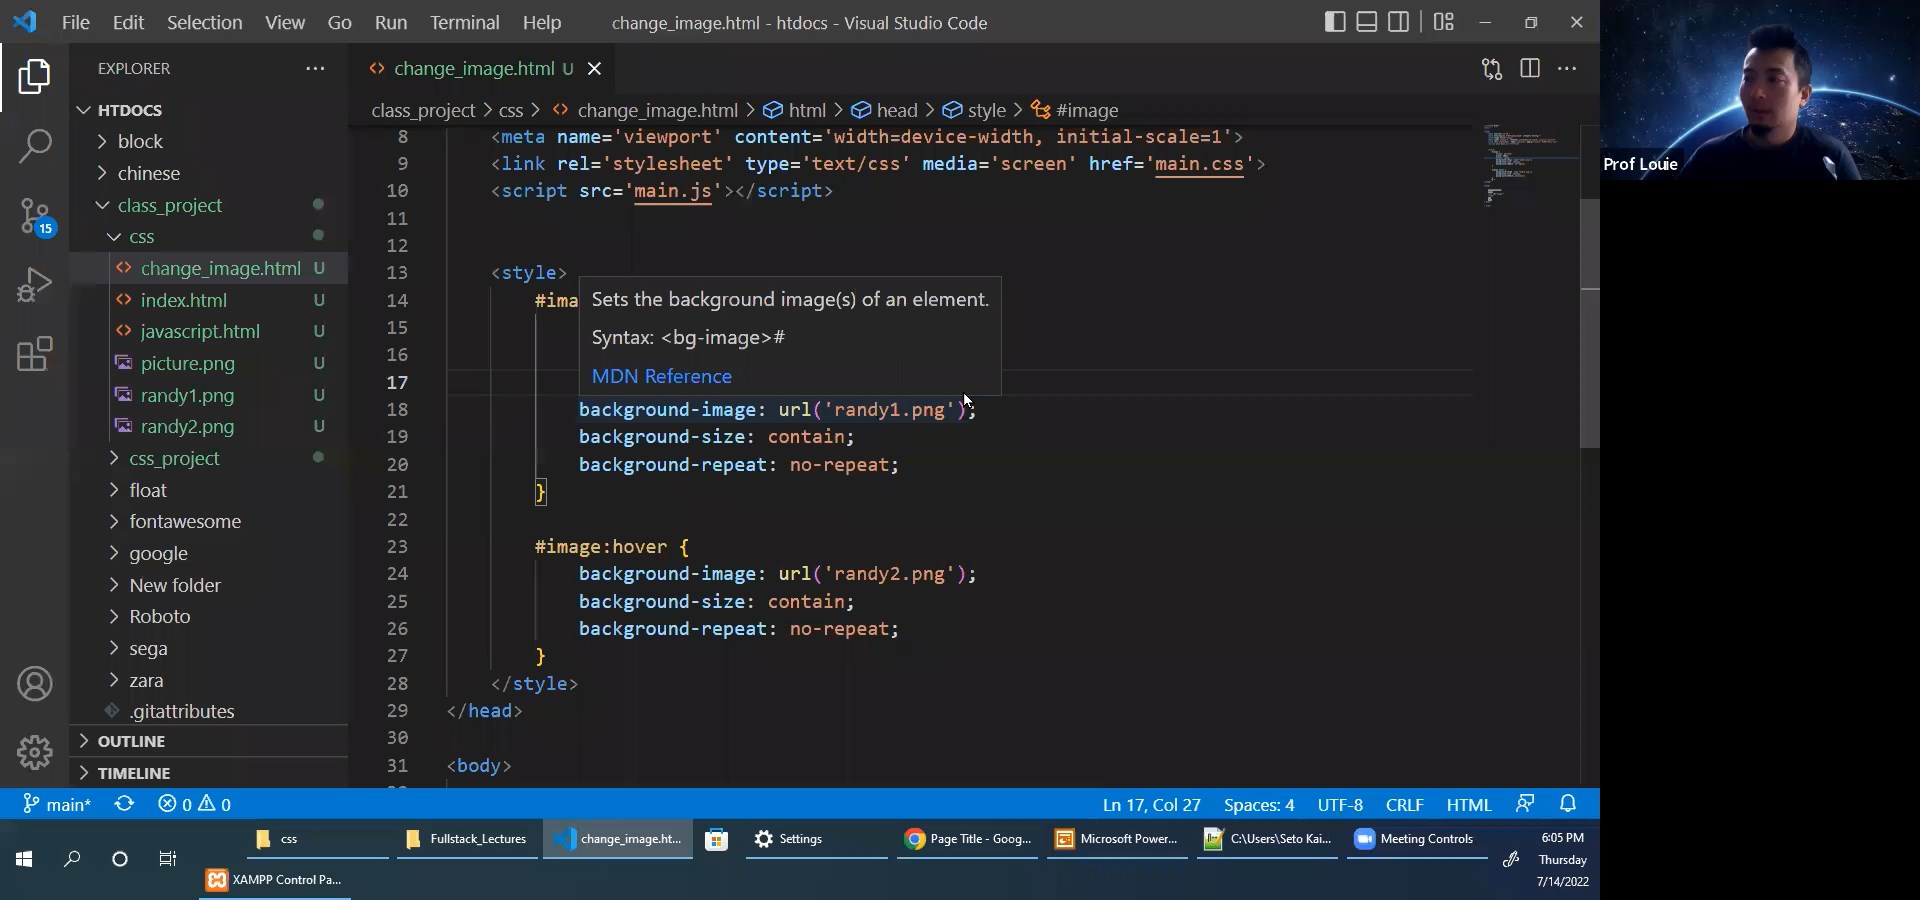 File Edit Selection View Go Run Terminal Help change_image.html - htdocs - Visual Studio Code
EXPLORER
change_image.html U
HTDOCS
class_project > css > change_image.html > html > head > style > #image
block
chinese
class_project
css
change_image.html U
index.html U
javascript.html U
picture.png U
randy1.png U
randy2.png U
css_project
float
fontawesome
google
New folder
Roboto
sega
zara
.gitattributes
OUTLINE
TIMELINE
15
8 <meta name='viewport' content='width=device-width, initial-scale=1'>
9 <link rel='stylesheet' type='text/css' media='screen' href='main.css'>
10 <script src='main.js'></script>
11
12
13 <style>
14 #ima
15
16
17
18 background-image: url('randy1.png');
19 background-size: contain;
20 background-repeat: no-repeat;
21 }
22
23 #image:hover {
24 background-image: url('randy2.png');
25 background-size: contain;
26 background-repeat: no-repeat;
27 }
28 </style>
29 </head>
30
31 <body>
Sets the background image(s) of an element.
Syntax: <bg-image>#
MDN Reference
Prof Louie
main* 0 0 Ln 17, Col 27 Spaces: 4 UTF-8 CRLF HTML
css Fullstack_Lectures change_image.ht... Settings Page Title - Goog... Microsoft Power... C:\Users\Seto Kai... Meeting Controls
XAMPP Control Pa...
6:05 PM
Thursday
7/14/2022